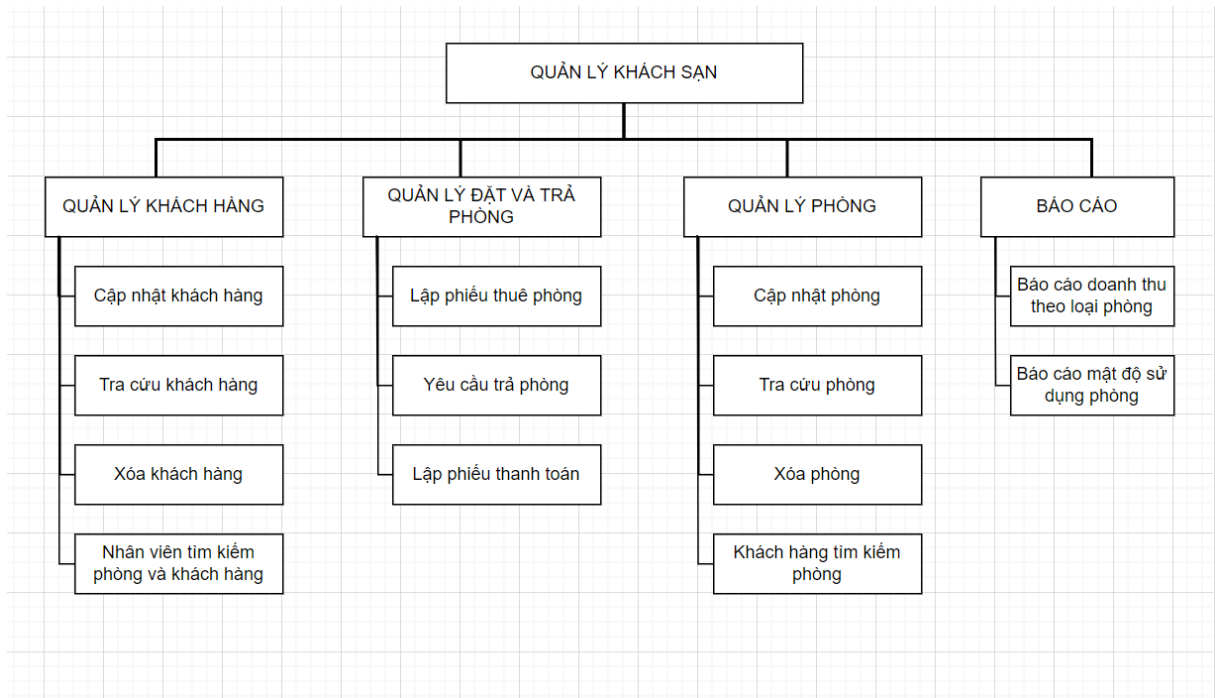 QUẢN LÝ KHÁCH SẠN
QUẢN LÝ KHÁCH HÀNG
Cập nhật khách hàng
Tra cứu khách hàng
Xóa khách hàng
Nhân viên tìm kiếm
phòng và khách hàng
QUẢN LÝ ĐẶT VÀ TRẢ
PHÒNG
Lập phiếu thuê phòng
Yêu cầu trả phòng
Lập phiếu thanh toán
QUẢN LÝ PHÒNG
Cập nhật phòng
Tra cứu phòng
Xóa phòng
Khách hàng tìm kiếm
phòng
BÁO CÁO
Báo cáo doanh thu
theo loại phòng
Báo cáo mật độ sử
dụng phòng